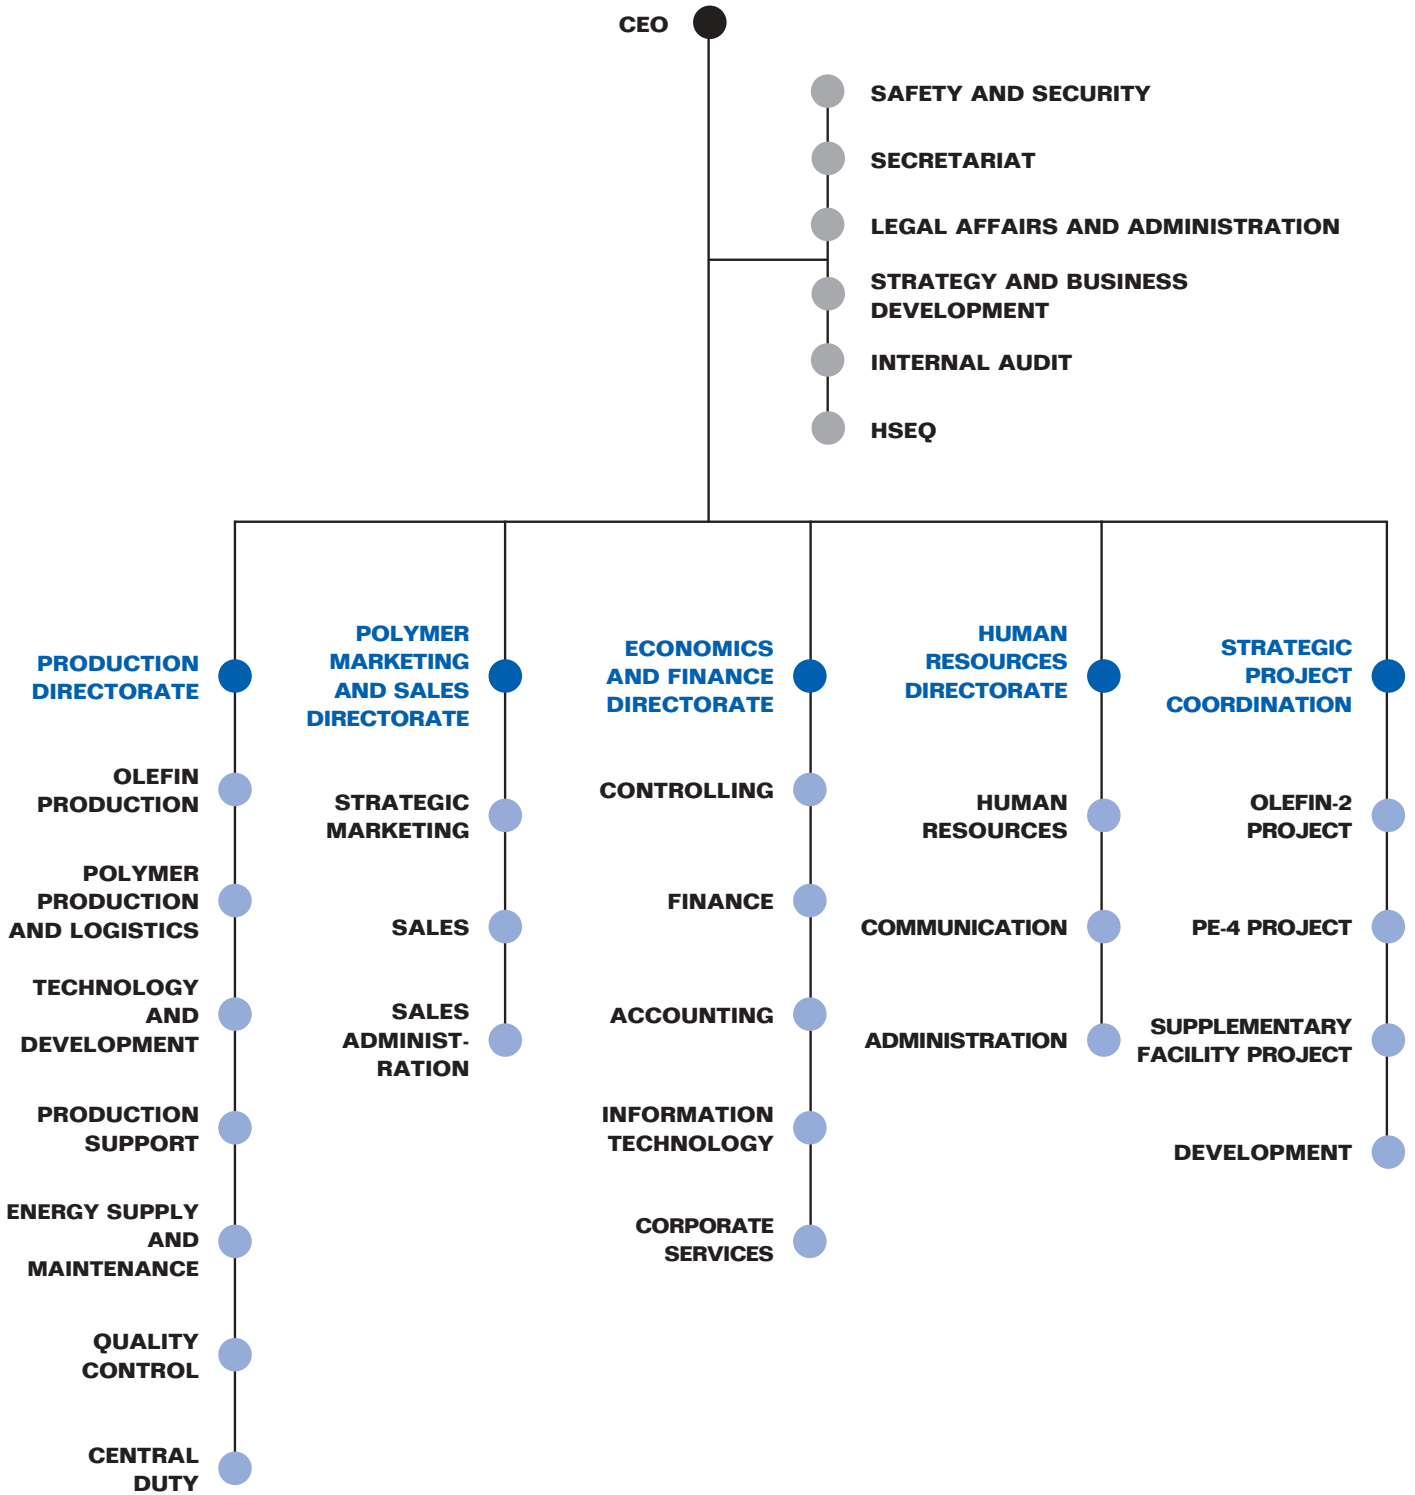 CEO
SAFETY AND SECURITY
SECRETARIAT
LEGAL AFFAIRS AND ADMINISTRATION
STRATEGY AND BUSINESS
DEVELOPMENT
INTERNAL AUDIT
HSEQ
PRODUCTION
DIRECTORATE
OLEFIN
PRODUCTION
POLYMER
PRODUCTION
AND LOGISTICS
TECHNOLOGY
AND
DEVELOPMENT
PRODUCTION
SUPPORT
ENERGY SUPPLY
AND
MAINTENANCE
QUALITY
CONTROL
CENTRAL
DUTY
POLYMER
MARKETING
AND SALES
DIRECTORATE
STRATEGIC
MARKETING
SALES
SALES
ADMINIST-
RATION
ECONOMICS
AND FINANCE
DIRECTORATE
CONTROLLING
FINANCE
ACCOUNTING
INFORMATION
TECHNOLOGY
CORPORATE
SERVICES
HUMAN
RESOURCES
DIRECTORATE
HUMAN
RESOURCES
COMMUNICATION
ADMINISTRATION
STRATEGIC
PROJECT
COORDINATION
OLEFIN-2
PROJECT
PE-4 PROJECT
SUPPLEMENTARY
FACILITY PROJECT
DEVELOPMENT